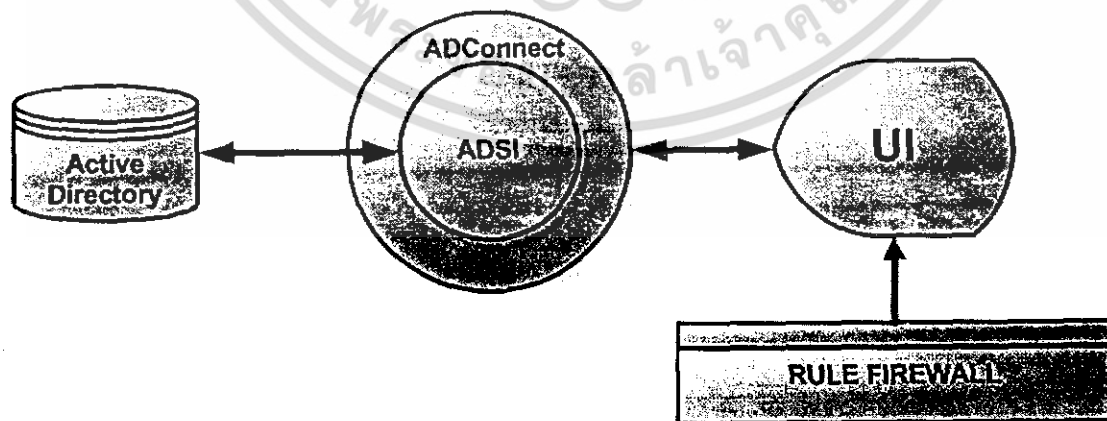 ADConnect
ADSI
Active
Directory
UI
RULE FIREWALL